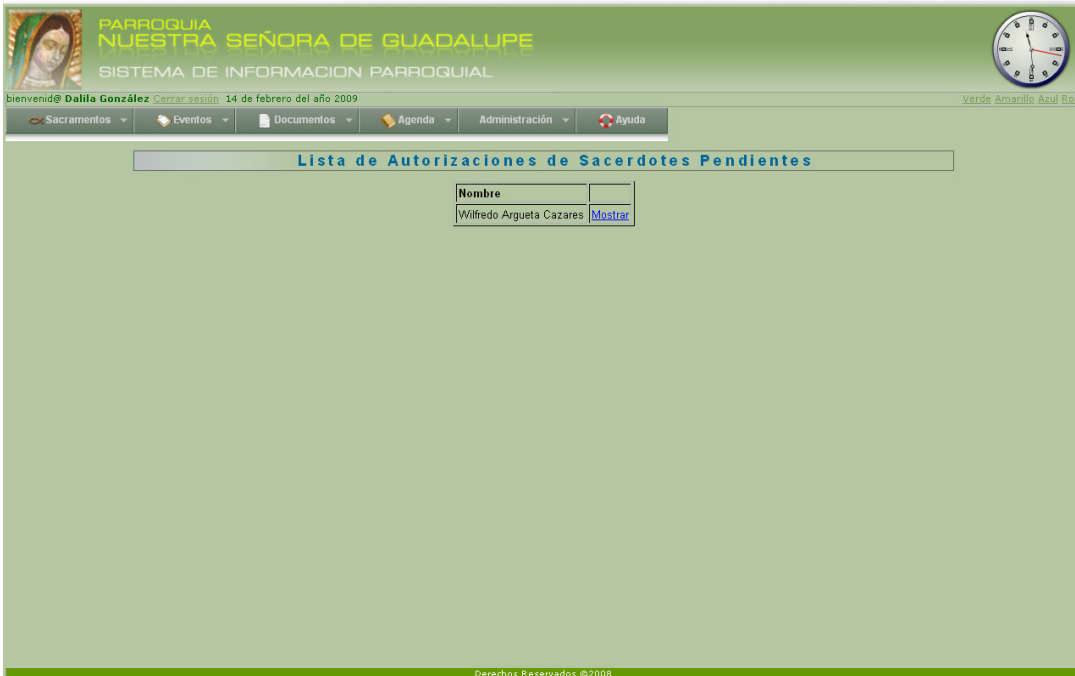 PARROQUIA
NUESTRA SEÑORA DE GUADALUPE
SISTEMA DE INFORMACION PARROQUIAL
bienvenid@ Dalila González Cerrar sesión 14 de febrero del año 2009
Verde Amarillo Azul Ro
Sacramentos Eventos Documentos Agenda Administración Ayuda
Lista de Autorizaciones de Sacerdotes Pendientes
Nombre
Wilfredo Argueta Cazares Mostrar
Derechos Reservados ©2008